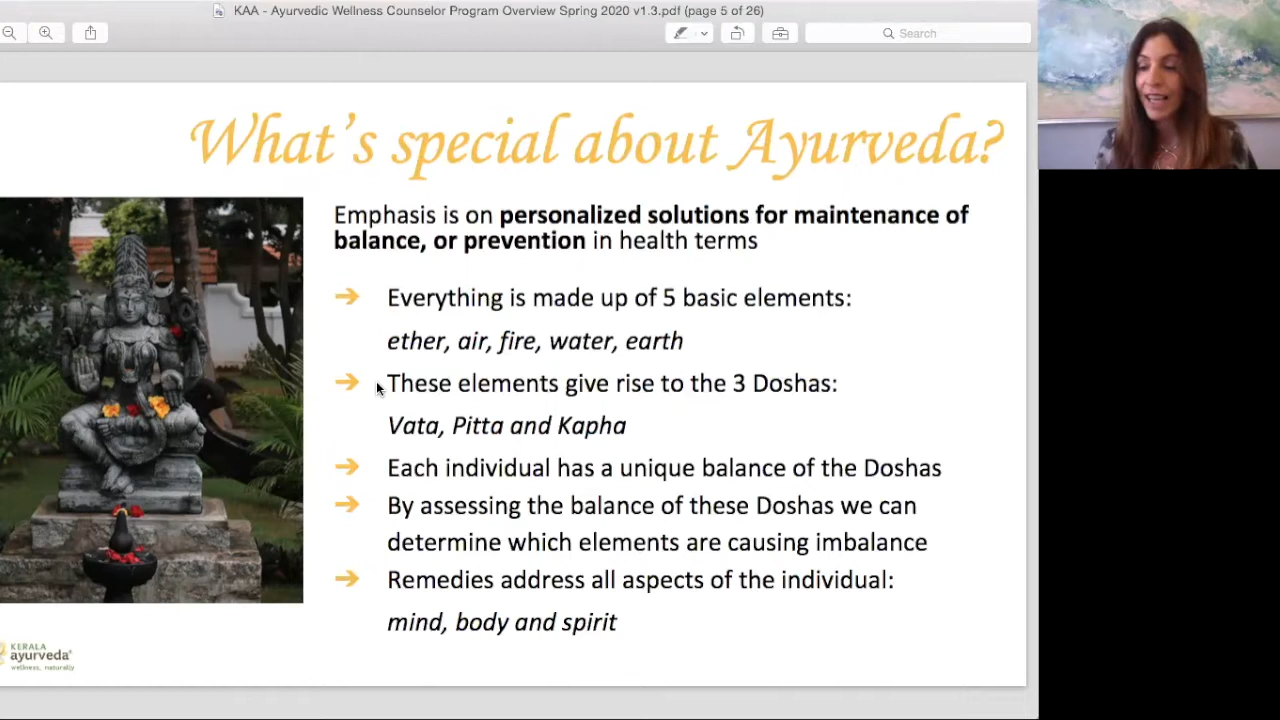 KAA - Ayurvedic Wellness Counselor Program Overview Spring 2020 v1.3.pdf (page 5 of 26)
Search
What's special about Ayurveda?
Emphasis is on personalized solutions for maintenance of
balance, or prevention in health terms
→ Everything is made up of 5 basic elements:
ether, air, fire, water, earth
→ These elements give rise to the 3 Doshas:
Vata, Pitta and Kapha
→ Each individual has a unique balance of the Doshas
→ By assessing the balance of these Doshas we can
determine which elements are causing imbalance
→ Remedies address all aspects of the individual:
mind, body and spirit
KERALA
ayurveda
wellness, naturally